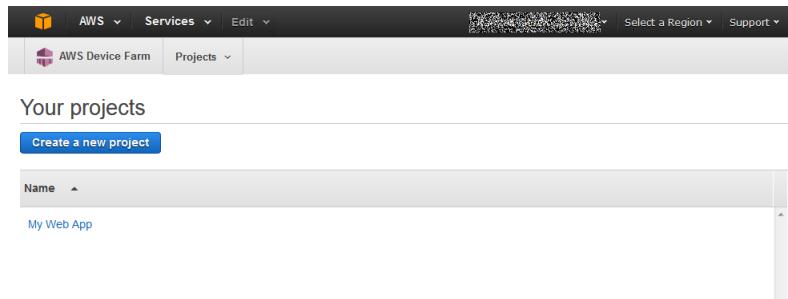 AWS Services Edit Select a Region Support
AWS Device Farm Projects
Your projects
Create a new project
Name
My Web App